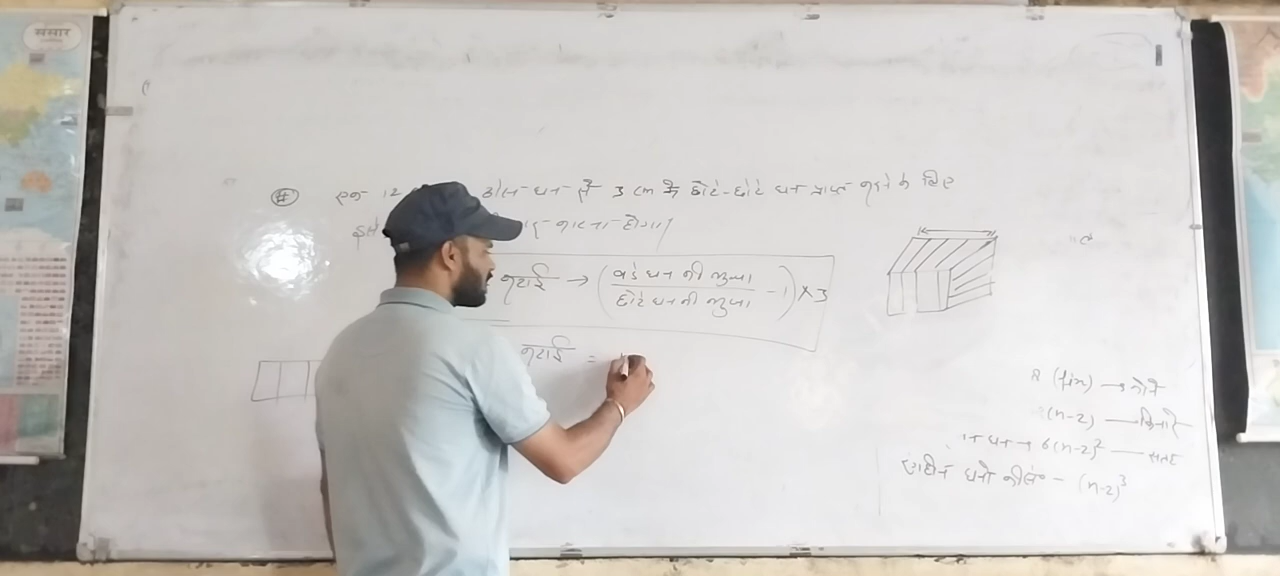 संसार
# एक 12 ठोस घन से 3 cm के छोटे-छोटे घन प्राप्त करने के लिए
काटना होगा
कटाई → (बड़े घन की भुजा / छोटे घन की भुजा - 1) × 3
कटाई =
8 (fix) → कोने
(n-2) — किनारे
घन → 6(n-2)² — सतह
घनों की सं० - (n-2)³